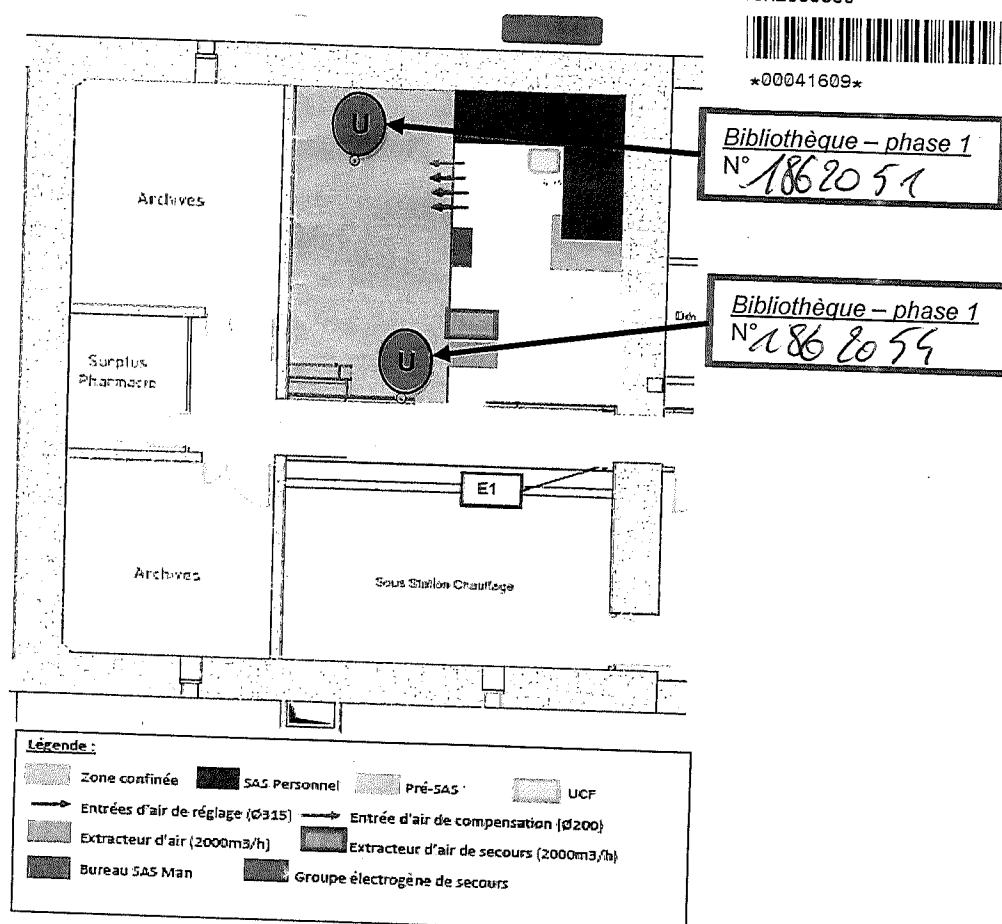 *00041609*
Bibliothèque – phase 1
N° 1862051
U
Archives
Bibliothèque – phase 1
N° 1862054
U
Surplus
Pharmacie
E1
Archives
Sous Station Chauffage
Légende :
Zone confinée SAS Personnel Pré-SAS UCF
Entrées d'air de réglage (Ø315) Entrée d'air de compensation (Ø200)
Extracteur d'air (2000m3/h) Extracteur d'air de secours (2000m3/h)
Bureau SAS Man Groupe électrogène de secours